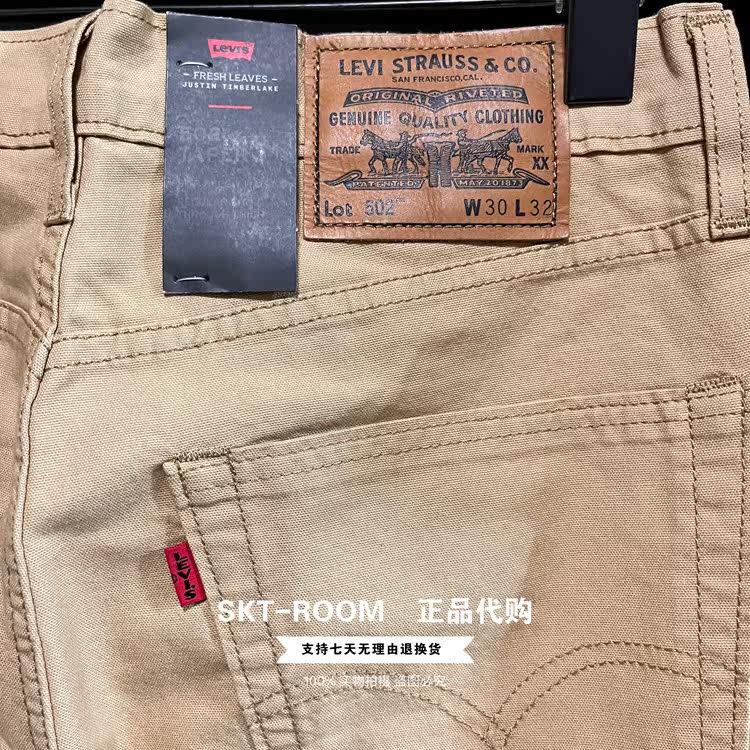 Levi's
– FRESH LEAVES –
JUSTIN TIMBERLAKE
LEVI STRAUSS & CO.
SAN FRANCISCO, CAL.
ORIGINAL RIVETED
GENUINE QUALITY CLOTHING
TRADE MARK
XX
PATENTED MAY 20 187
Lot 502™ W30 L32
LEVI'S
SKT-ROOM 正品代购
支持七天无理由退换货
100% 实物拍摄 盗图必究